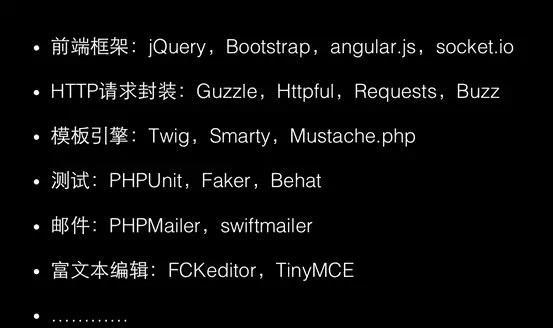 • 前端框架：jQuery，Bootstrap，angular.js，socket.io
• HTTP请求封装：Guzzle，Httpful，Requests，Buzz
• 模板引擎：Twig，Smarty，Mustache.php
• 测试：PHPUnit，Faker，Behat
• 邮件：PHPMailer，swiftmailer
• 富文本编辑：FCKeditor，TinyMCE
• …………